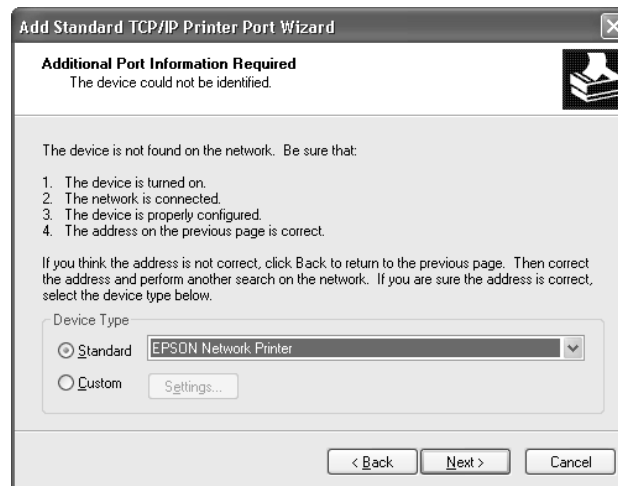 Add Standard TCP/IP Printer Port Wizard
Additional Port Information Required
The device could not be identified.
The device is not found on the network. Be sure that:
1. The device is turned on.
2. The network is connected.
3. The device is properly configured.
4. The address on the previous page is correct.
If you think the address is not correct, click Back to return to the previous page. Then correct
the address and perform another search on the network. If you are sure the address is correct,
select the device type below.
Device Type
Standard
EPSON Network Printer
Custom
Settings...
< Back
Next >
Cancel